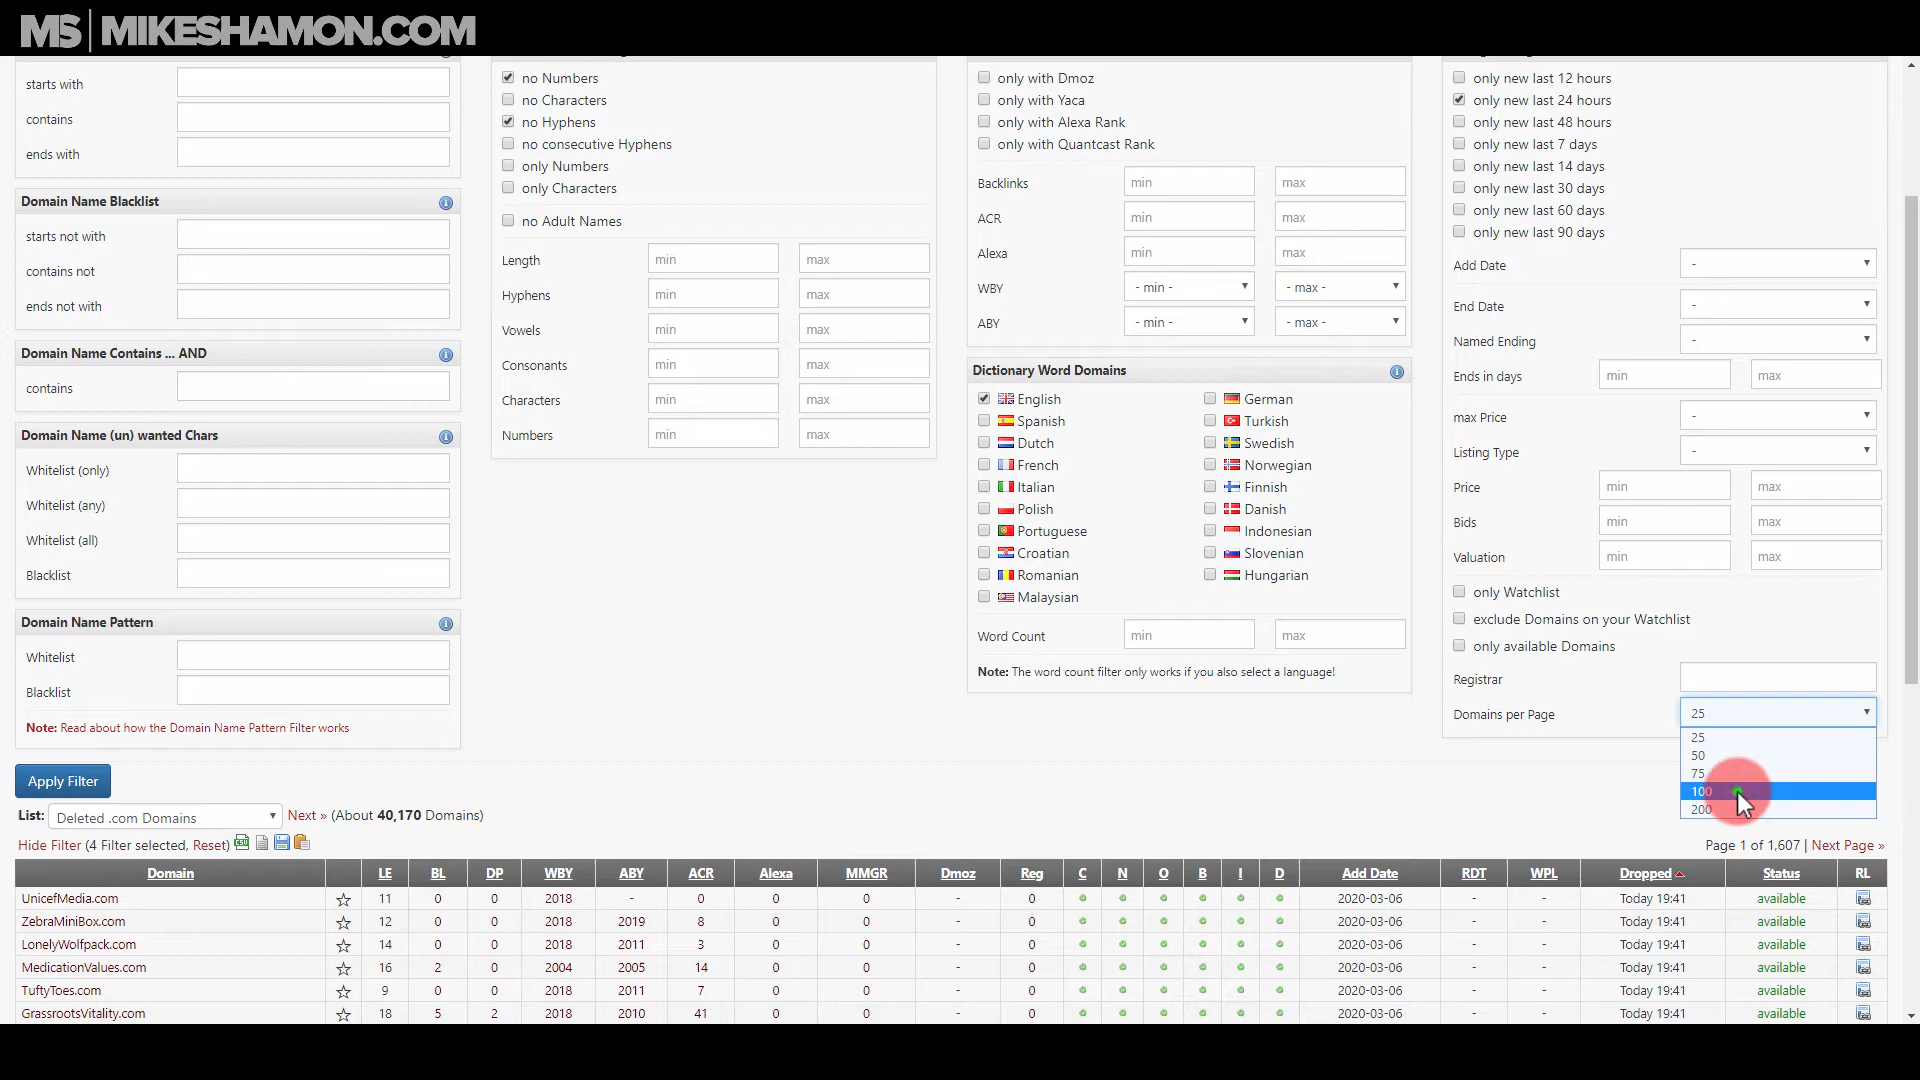 MS | MIKESHAMON.COM
starts with
contains
ends with
Domain Name Blacklist
starts not with
contains not
ends not with
Domain Name Contains ... AND
contains
Domain Name (un) wanted Chars
Whitelist (only)
Whitelist (any)
Whitelist (all)
Blacklist
Domain Name Pattern
Whitelist
Blacklist
Note: Read about how the Domain Name Pattern Filter works
no Numbers
no Characters
no Hyphens
no consecutive Hyphens
only Numbers
only Characters
no Adult Names
Length min max
Hyphens min max
Vowels min max
Consonants min max
Characters min max
Numbers min max
only with Dmoz
only with Yaca
only with Alexa Rank
only with Quantcast Rank
Backlinks min max
ACR min max
Alexa min max
WBY - min - - max -
ABY - min - - max -
Dictionary Word Domains
English German
Spanish Turkish
Dutch Swedish
French Norwegian
Italian Finnish
Polish Danish
Portuguese Indonesian
Croatian Slovenian
Romanian Hungarian
Malaysian
Word Count min max
Note: The word count filter only works if you also select a language!
only new last 12 hours
only new last 24 hours
only new last 48 hours
only new last 7 days
only new last 14 days
only new last 30 days
only new last 60 days
only new last 90 days
Add Date -
End Date -
Named Ending -
Ends in days min max
max Price -
Listing Type -
Price min max
Bids min max
Valuation min max
only Watchlist
exclude Domains on your Watchlist
only available Domains
Registrar
Domains per Page 25
25
50
75
100
200
Apply Filter
List: Deleted .com Domains Next » (About 40,170 Domains)
Hide Filter (4 Filter selected, Reset) CSV Page 1 of 1,607 | Next Page »
Domain LE BL DP WBY ABY ACR Alexa MMGR Dmoz Reg C N O B I D Add Date RDT WPL Dropped Status RL
UnicefMedia.com 11 0 0 2018 - 0 0 0 - 0 2020-03-06 - - Today 19:41 available
ZebraMiniBox.com 12 0 0 2018 2019 8 0 0 - 0 2020-03-06 - - Today 19:41 available
LonelyWolfpack.com 14 0 0 2018 2011 3 0 0 - 0 2020-03-06 - - Today 19:41 available
MedicationValues.com 16 2 0 2004 2005 14 0 0 - 0 2020-03-06 - - Today 19:41 available
TuftyToes.com 9 0 0 2018 2011 7 0 0 - 0 2020-03-06 - - Today 19:41 available
GrassrootsVitality.com 18 5 2 2018 2010 41 0 0 - 0 2020-03-06 - - Today 19:41 available